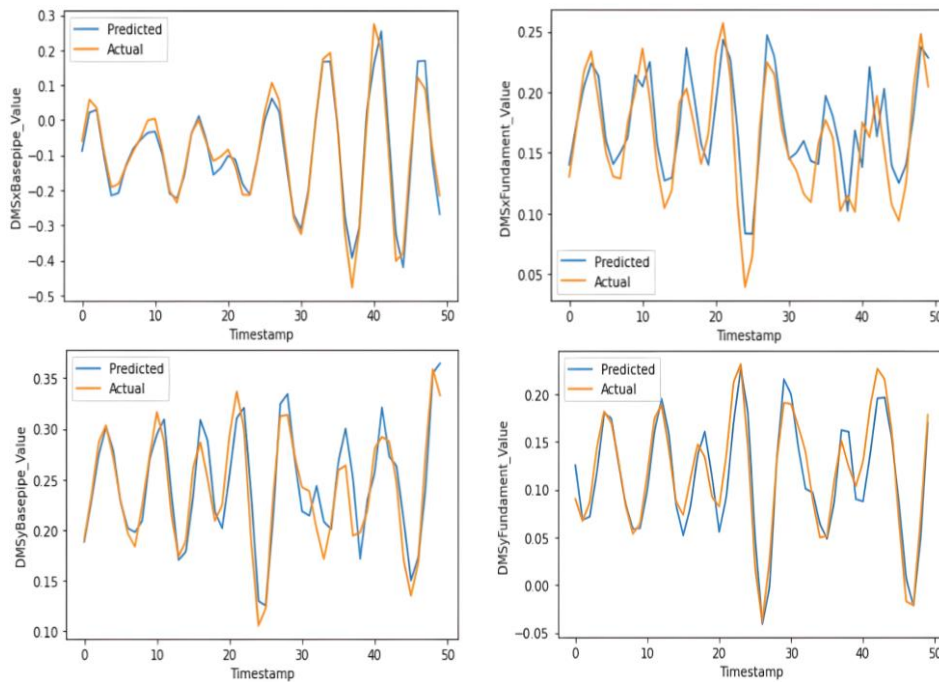 DMSxBasepipe_Value
0.3
0.2
0.1
0.0
−0.1
−0.2
−0.3
−0.4
−0.5
Predicted
Actual
0 10 20 30 40 50
Timestamp
DMSxFundament_Value
0.25
0.20
0.15
0.10
0.05
Predicted
Actual
0 10 20 30 40 50
Timestamp
DMSyBasepipe_Value
0.35
0.30
0.25
0.20
0.15
0.10
Predicted
Actual
0 10 20 30 40 50
Timestamp
DMSyFundament_Value
0.20
0.15
0.10
0.05
0.00
−0.05
Predicted
Actual
0 10 20 30 40 50
Timestamp